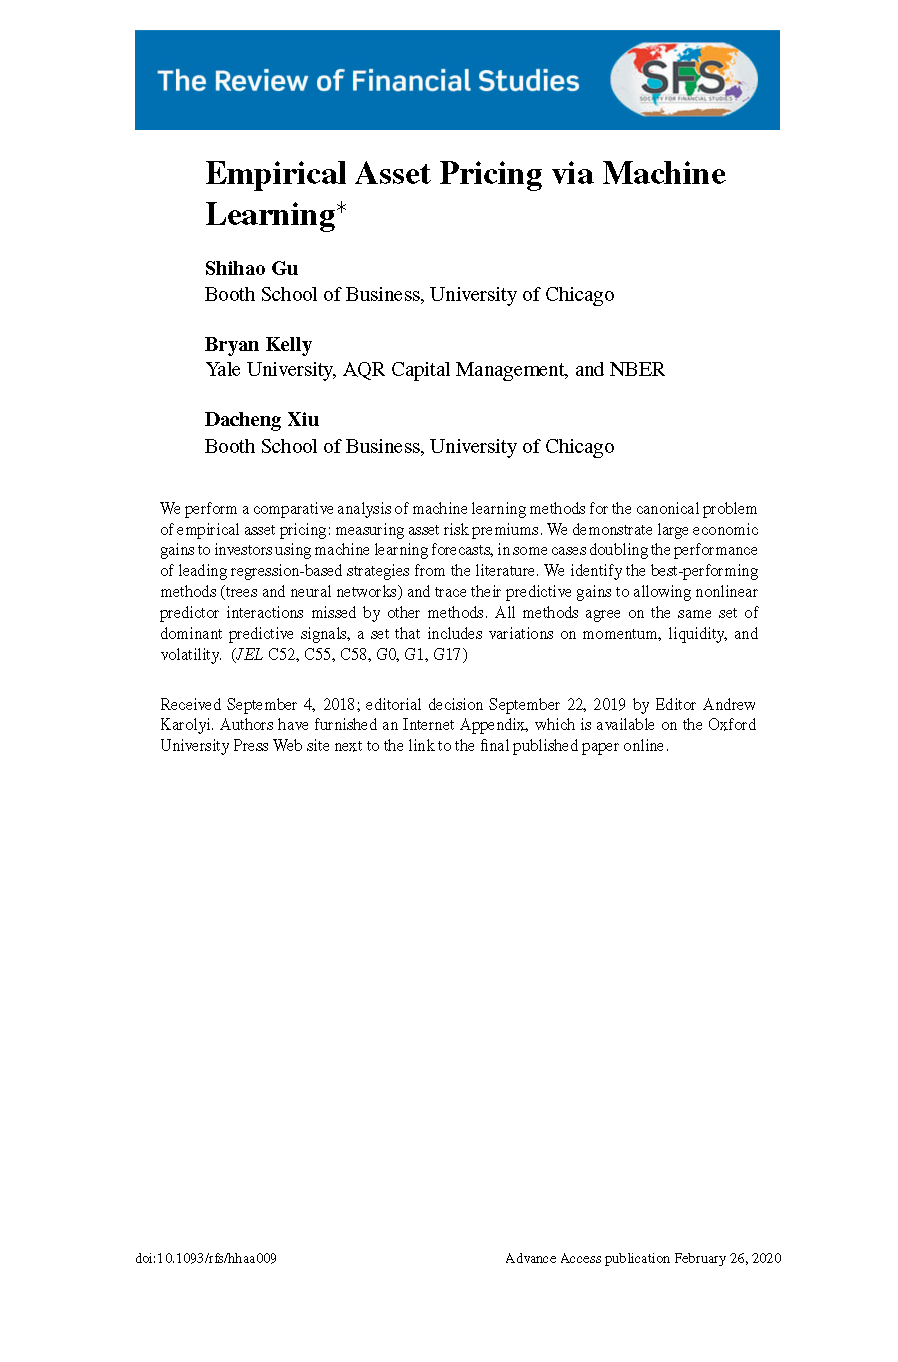 The Review of Financial Studies
SFS
SOCIETY FOR FINANCIAL STUDIES
Empirical Asset Pricing via Machine
Learning*
Shihao Gu
Booth School of Business, University of Chicago
Bryan Kelly
Yale University, AQR Capital Management, and NBER
Dacheng Xiu
Booth School of Business, University of Chicago
We perform a comparative analysis of machine learning methods for the canonical problem
of empirical asset pricing: measuring asset risk premiums. We demonstrate large economic
gains to investors using machine learning forecasts, in some cases doubling the performance
of leading regression-based strategies from the literature. We identify the best-performing
methods (trees and neural networks) and trace their predictive gains to allowing nonlinear
predictor interactions missed by other methods. All methods agree on the same set of
dominant predictive signals, a set that includes variations on momentum, liquidity, and
volatility. (JEL C52, C55, C58, G0, G1, G17)
Received September 4, 2018; editorial decision September 22, 2019 by Editor Andrew
Karolyi. Authors have furnished an Internet Appendix, which is available on the Oxford
University Press Web site next to the link to the final published paper online.
doi:10.1093/rfs/hhaa009
Advance Access publication February 26, 2020